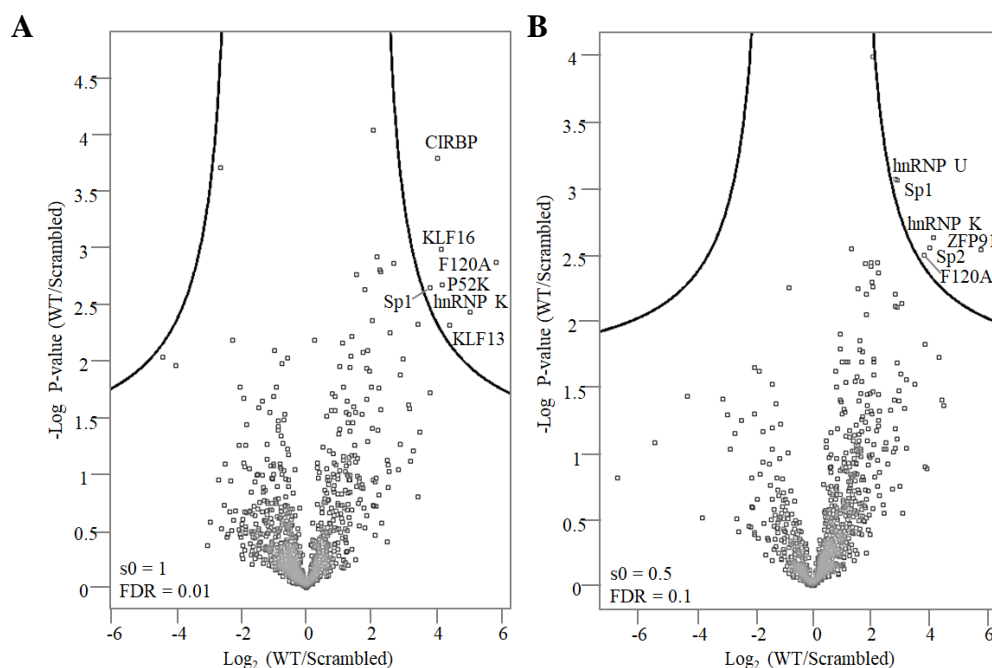 A
-Log P-value (WT/Scrambled)
4.5
4
3.5
3
2.5
2
1.5
1
0.5
0
CIRBP
KLF16
F120A
P52K
Sp1
hnRNP K
KLF13
s0 = 1
FDR = 0.01
-6
-4
-2
0
2
4
6
Log2 (WT/Scrambled)
B
-Log P-value (WT/Scrambled)
4
3.5
3
2.5
2
1.5
1
0.5
0
hnRNP U
Sp1
hnRNP K
ZFP91
Sp2
F120A
s0 = 0.5
FDR = 0.1
-6
-4
-2
0
2
4
6
Log2 (WT/Scrambled)